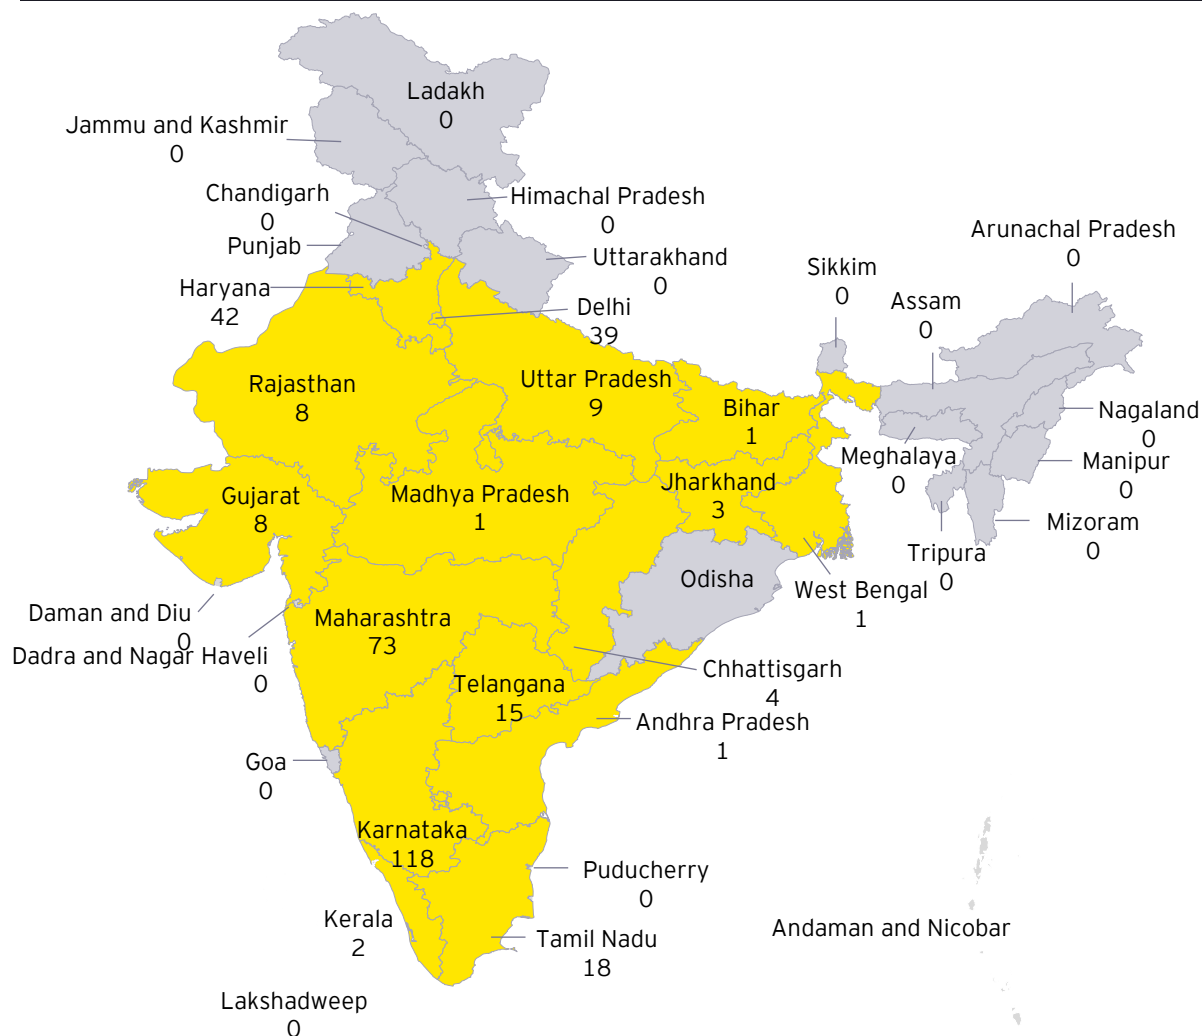 Ladakh
0
Jammu and Kashmir
0
Chandigarh
0
Himachal Pradesh
0
Punjab
Uttarakhand
0
Arunachal Pradesh
0
Sikkim
0
Assam
0
Haryana
42
Delhi
39
Rajasthan
8
Uttar Pradesh
9
Bihar
1
Nagaland
0
Meghalaya
0
Manipur
0
Gujarat
8
Madhya Pradesh
1
Jharkhand
3
Mizoram
0
Tripura
0
Odisha
West Bengal
1
Daman and Diu
0
Dadra and Nagar Haveli
0
Maharashtra
73
Chhattisgarh
4
Telangana
15
Andhra Pradesh
1
Goa
0
Karnataka
118
Puducherry
0
Kerala
2
Tamil Nadu
18
Andaman and Nicobar
Lakshadweep
0